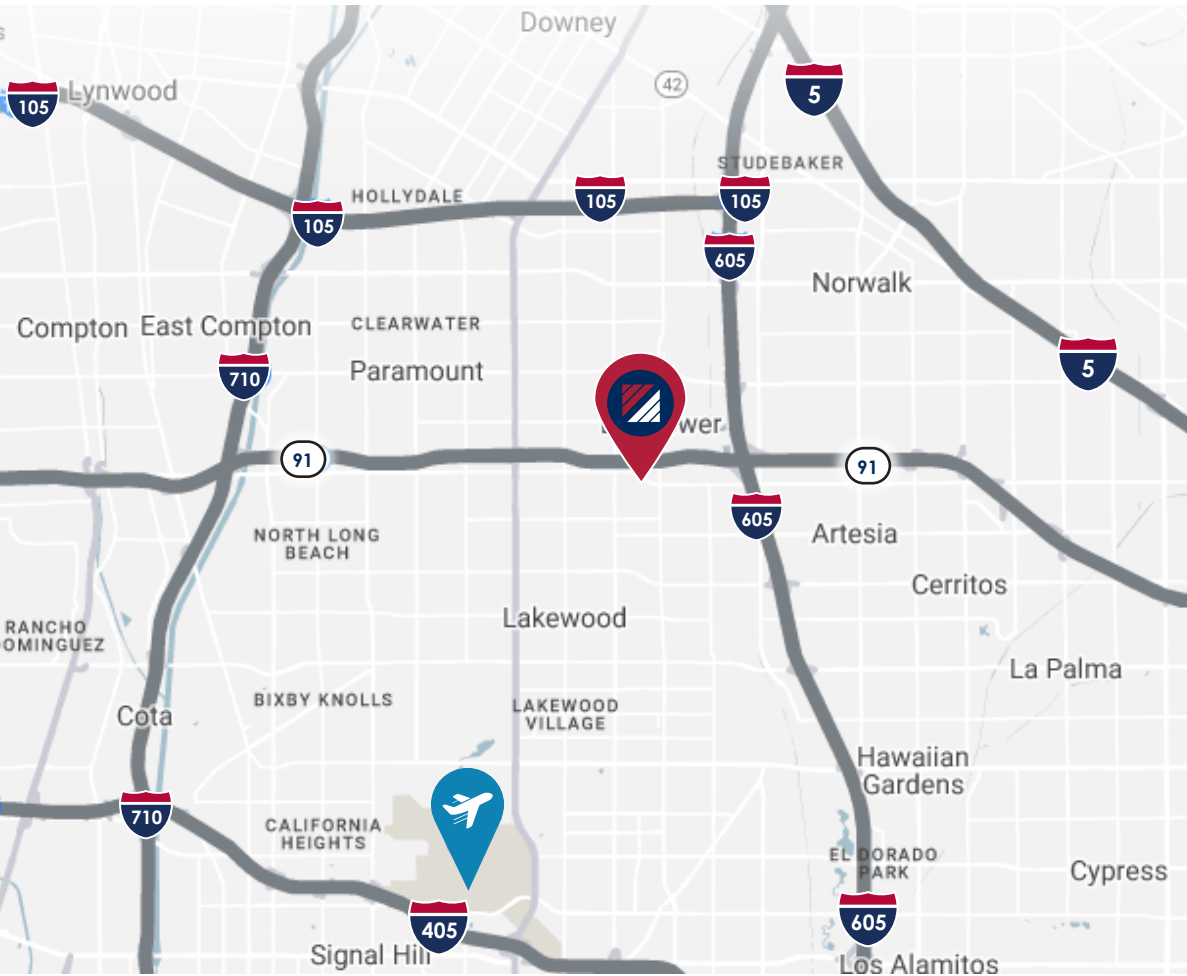 Downey
42
5
Lynwood
105
STUDEBAKER
HOLLYDALE
105
105
105
605
Norwalk
Compton
East Compton
CLEARWATER
5
Paramount
710
wer
91
91
605
Artesia
NORTH LONG
BEACH
Cerritos
Lakewood
RANCHO
OMINGUEZ
La Palma
BIXBY KNOLLS
LAKEWOOD
VILLAGE
Cota
Hawaiian
Gardens
710
CALIFORNIA
HEIGHTS
EL DORADO
PARK
Cypress
605
405
Signal Hill
Los Alamitos